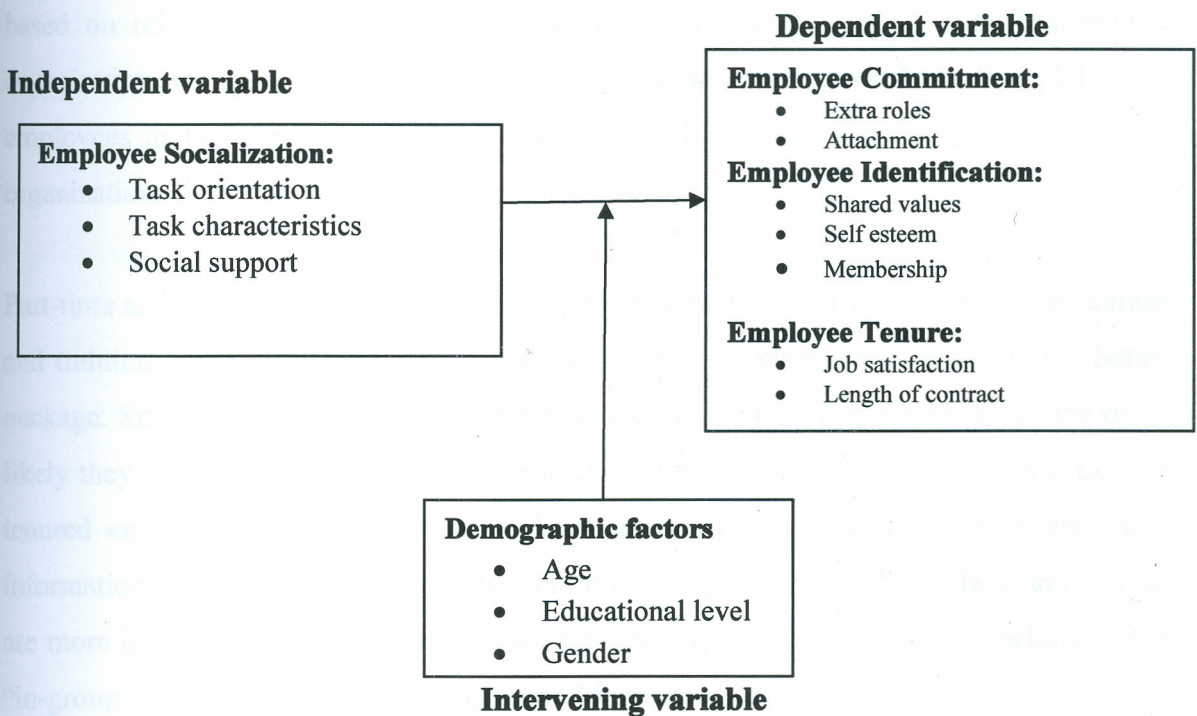 Independent variable
Employee Socialization:
• Task orientation
• Task characteristics
• Social support
Dependent variable
Employee Commitment:
• Extra roles
• Attachment
Employee Identification:
• Shared values
• Self esteem
• Membership
Employee Tenure:
• Job satisfaction
• Length of contract
Demographic factors
• Age
• Educational level
• Gender
Intervening variable